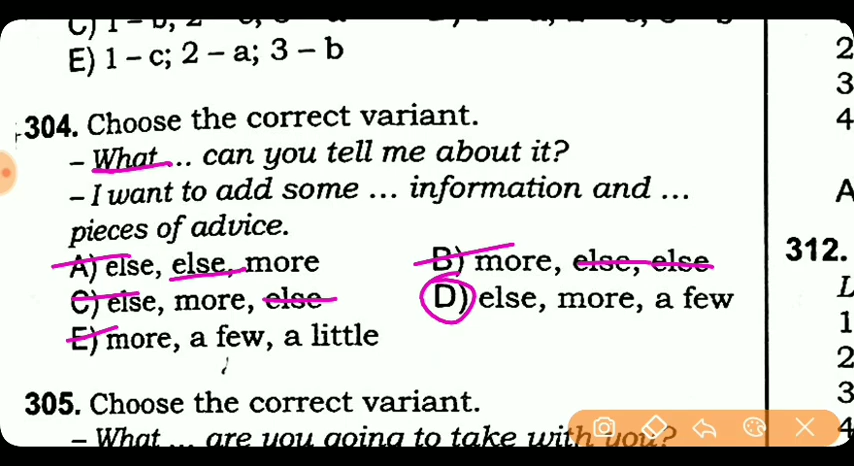 E) 1 – c; 2 – a; 3 – b
304. Choose the correct variant.
– What ... can you tell me about it?
– I want to add some ... information and ...
pieces of advice.
A) else, else, more
B) more, else, else
C) else, more, else
D) else, more, a few
E) more, a few, a little
305. Choose the correct variant.
– What ... are you going to take with you?
2
3
4
A
312.
L
1
2
3
4